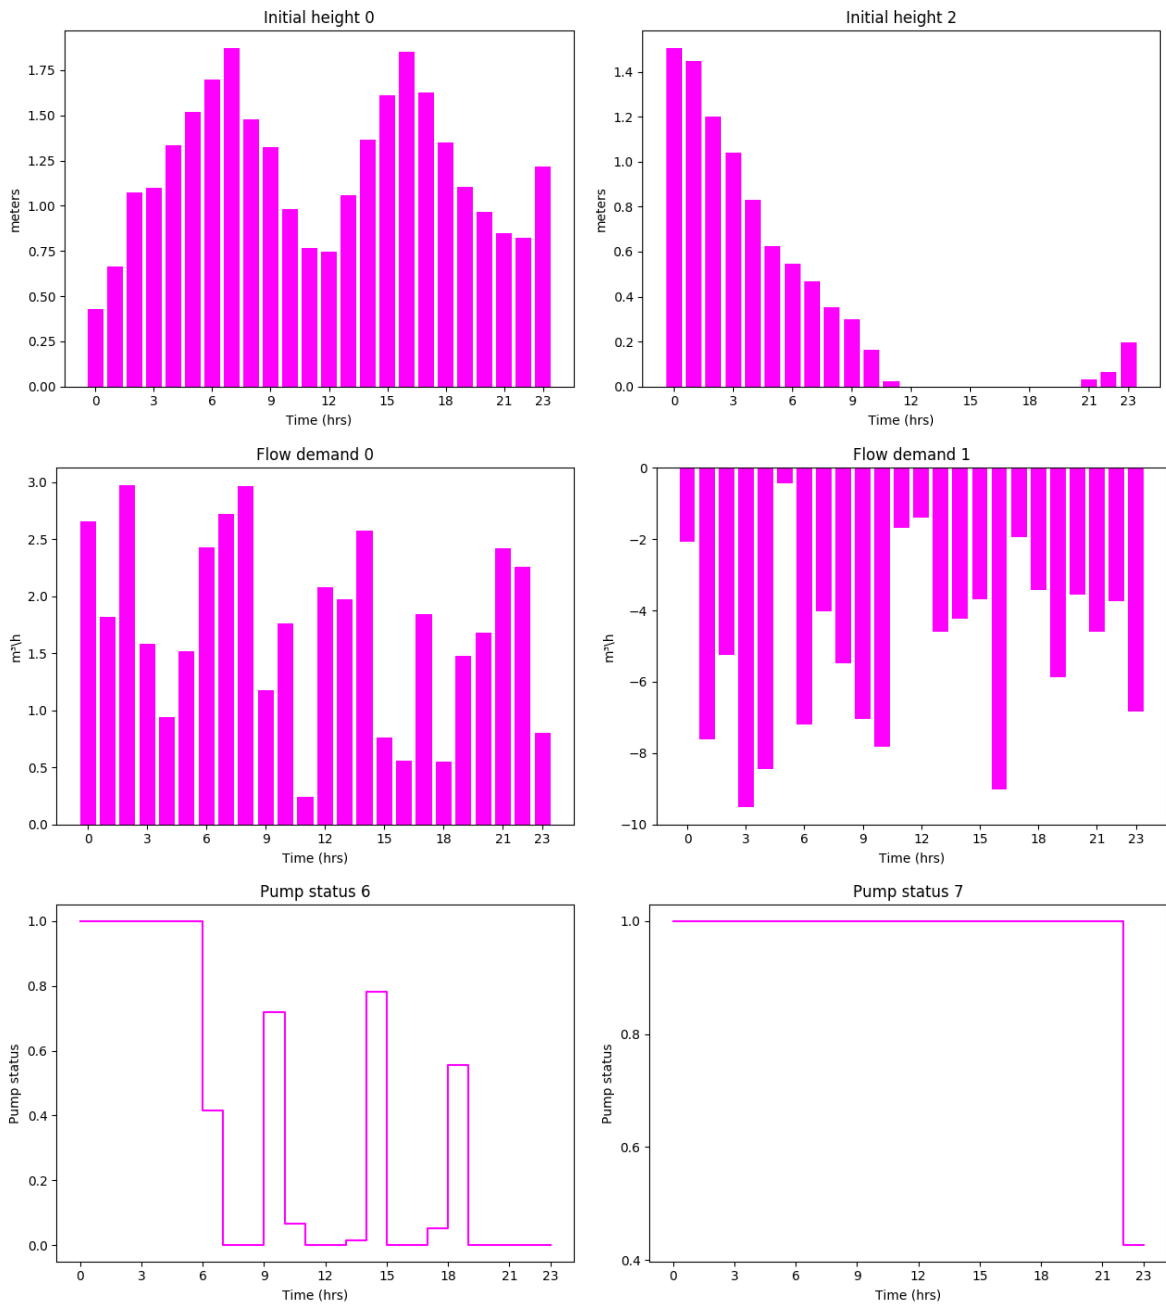 Initial height 0
meters
1.75
1.50
1.25
1.00
0.75
0.50
0.25
0.00
0 3 6 9 12 15 18 21 23
Time (hrs)
Initial height 2
meters
1.4
1.2
1.0
0.8
0.6
0.4
0.2
0.0
0 3 6 9 12 15 18 21 23
Time (hrs)
Flow demand 0
m³\h
3.0
2.5
2.0
1.5
1.0
0.5
0.0
0 3 6 9 12 15 18 21 23
Time (hrs)
Flow demand 1
m³\h
0
−2
−4
−6
−8
−10
0 3 6 9 12 15 18 21 23
Time (hrs)
Pump status 6
Pump status
1.0
0.8
0.6
0.4
0.2
0.0
0 3 6 9 12 15 18 21 23
Time (hrs)
Pump status 7
Pump status
1.0
0.8
0.6
0.4
0 3 6 9 12 15 18 21 23
Time (hrs)